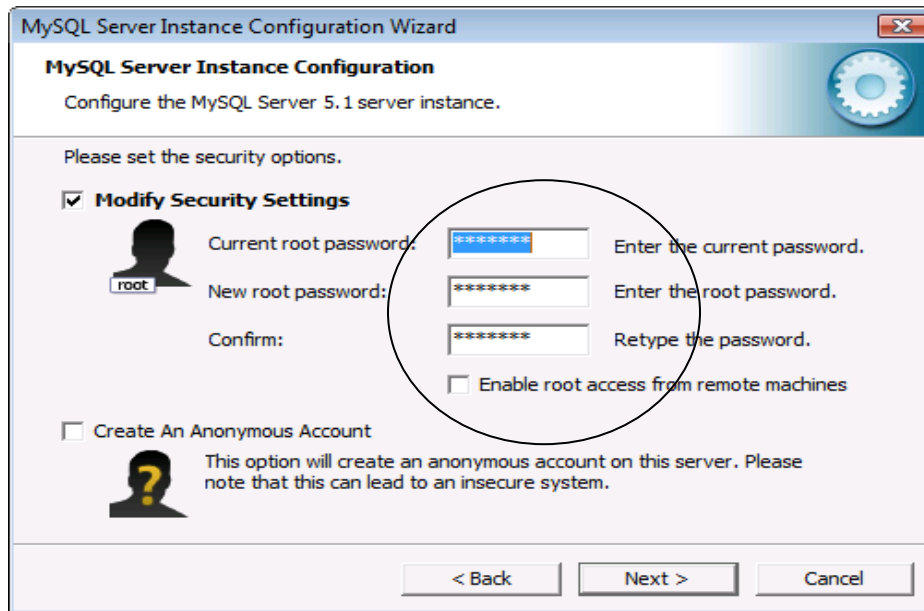 MySQL Server Instance Configuration Wizard
MySQL Server Instance Configuration
Configure the MySQL Server 5.1 server instance.
Please set the security options.
Modify Security Settings
Current root password: ******* Enter the current password.
root
New root password: ******* Enter the root password.
Confirm: ******* Retype the password.
Enable root access from remote machines
Create An Anonymous Account
This option will create an anonymous account on this server. Please
note that this can lead to an insecure system.
< Back Next > Cancel